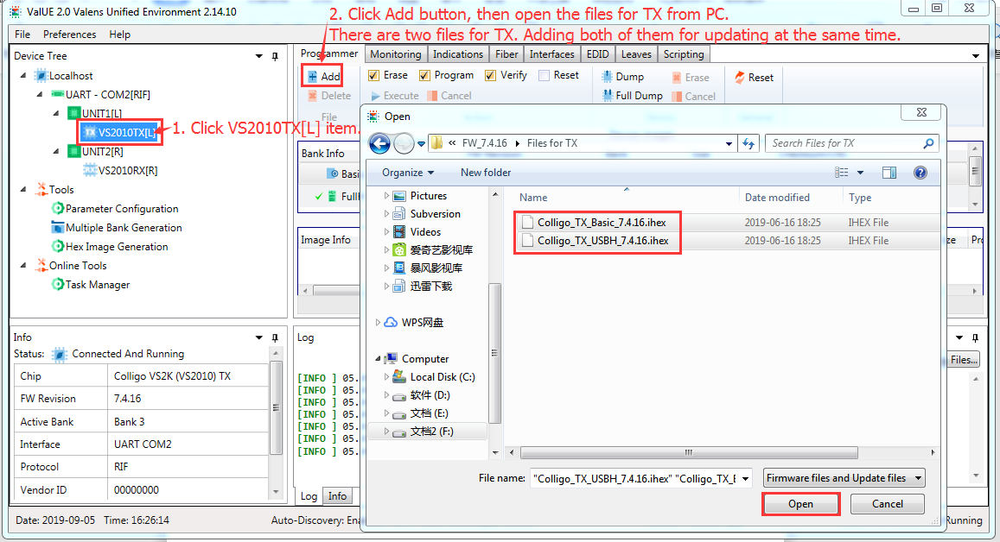 ValUE 2.0 Valens Unified Environment 2.14.10
2. Click Add button, then open the files for TX from PC.
There are two files for TX. Adding both of them for updating at the same time.
File Preferences Help
Device Tree
Localhost
UART - COM2[RIF]
UNIT1[L]
VS2010TX[L]
1. Click VS2010TX[L] item.
UNIT2[R]
VS2010RX[R]
Tools
Parameter Configuration
Multiple Bank Generation
Hex Image Generation
Online Tools
Task Manager
Programmer Monitoring Indications Fiber Interfaces EDID Leaves Scripting
Add Erase Program Verify Reset Dump Erase Reset
Delete Execute Cancel Full Dump Cancel
File
Bank Info
Basi
Full
Image Info
ze Pro
Open
FW_7.4.16 Files for TX
Search Files for TX
Organize New folder
Pictures
Subversion
Videos
爱奇艺影视库
暴风影视库
迅雷下载
WPS网盘
Computer
Local Disk (C:)
软件 (D:)
文档 (E:)
文档2 (F:)
Name Date modified Type
Colligo_TX_Basic_7.4.16.ihex 2019-06-16 18:25 IHEX File
Colligo_TX_USBH_7.4.16.ihex 2019-06-16 18:25 IHEX File
File name: "Colligo_TX_USBH_7.4.16.ihex" "Colligo_TX_E Firmware files and Update files
Open Cancel
Info
Status: Connected And Running
Chip Colligo VS2K (VS2010) TX
FW Revision 7.4.16
Active Bank Bank 3
Interface UART COM2
Protocol RIF
Vendor ID 00000000
Log
Files...
[INFO ] 05.
[INFO ] 05.
[INFO ] 05.
[INFO ] 05.
[INFO ] 05.
[INFO ] 05.
[INFO ] 05.
Log Info
Date: 2019-09-05 Time: 16:26:14 Auto-Discovery: Ena Running